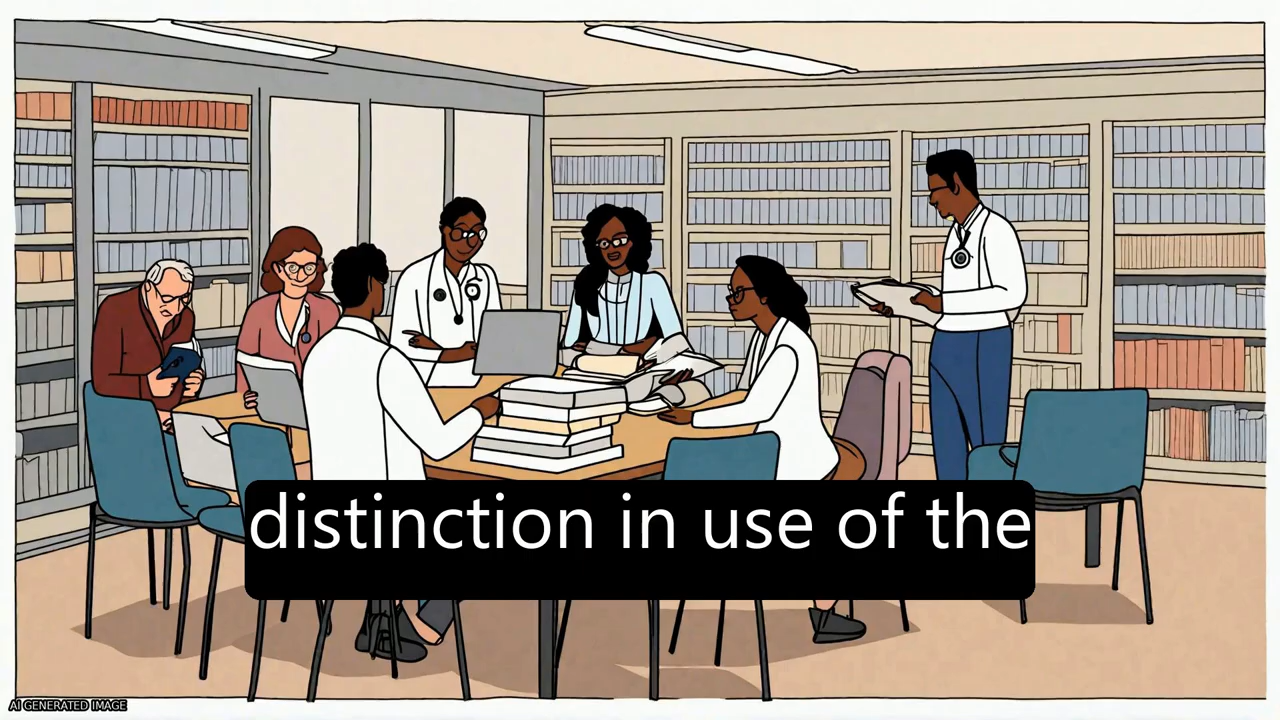 distinction in use of the
AI GENERATED IMAGE